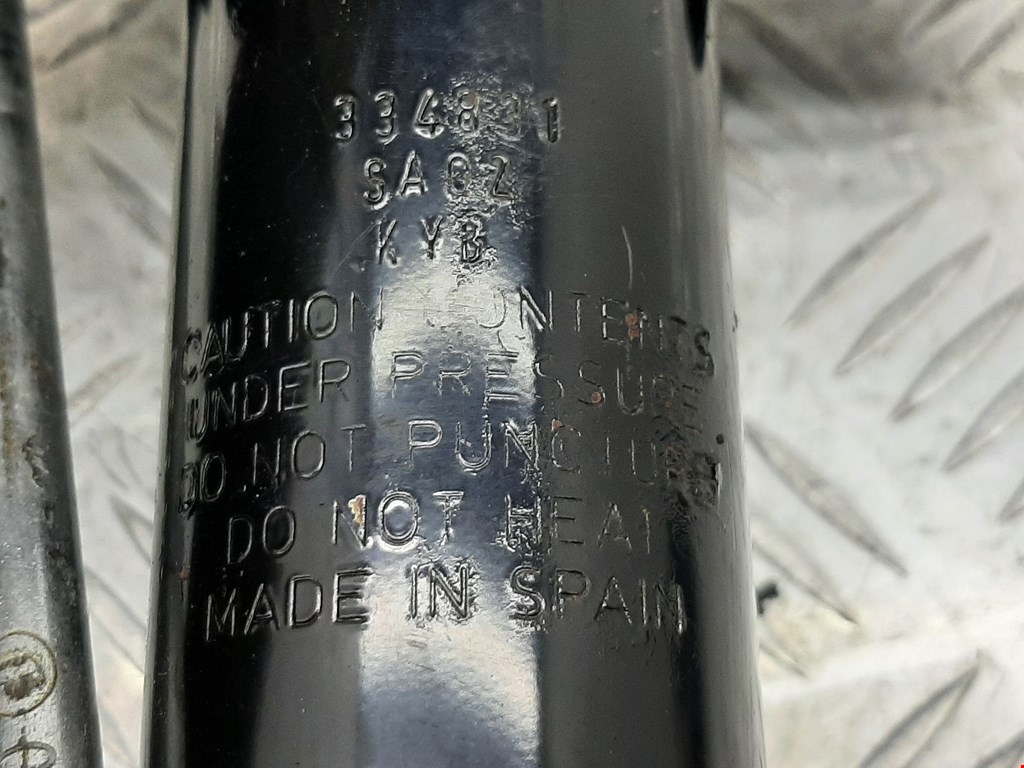 334831
SA02
KYB
CAUTION CONTENTS
UNDER PRESSURE
DO NOT PUNCTURE
DO NOT HEAT
MADE IN SPAIN